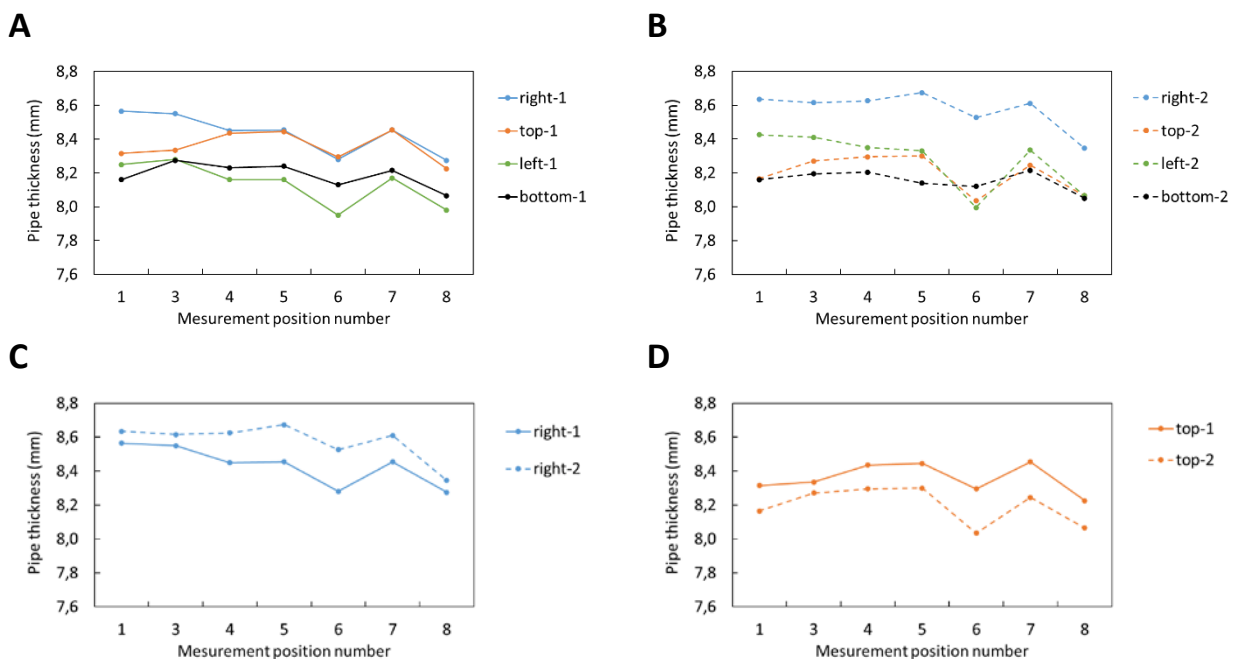 A
8,8
8,6
8,4
8,2
8,0
7,8
7,6
Pipe thickness (mm)
1 3 4 5 6 7 8
Mesurement position number
right-1
top-1
left-1
bottom-1
B
8,8
8,6
8,4
8,2
8,0
7,8
7,6
Pipe thickness (mm)
1 3 4 5 6 7 8
Mesurement position number
right-2
top-2
left-2
bottom-2
C
8,8
8,6
8,4
8,2
8,0
7,8
7,6
Pipe thickness (mm)
1 3 4 5 6 7 8
Mesurement position number
right-1
right-2
D
8,8
8,6
8,4
8,2
8,0
7,8
7,6
Pipe thickness (mm)
1 3 4 5 6 7 8
Mesurement position number
top-1
top-2